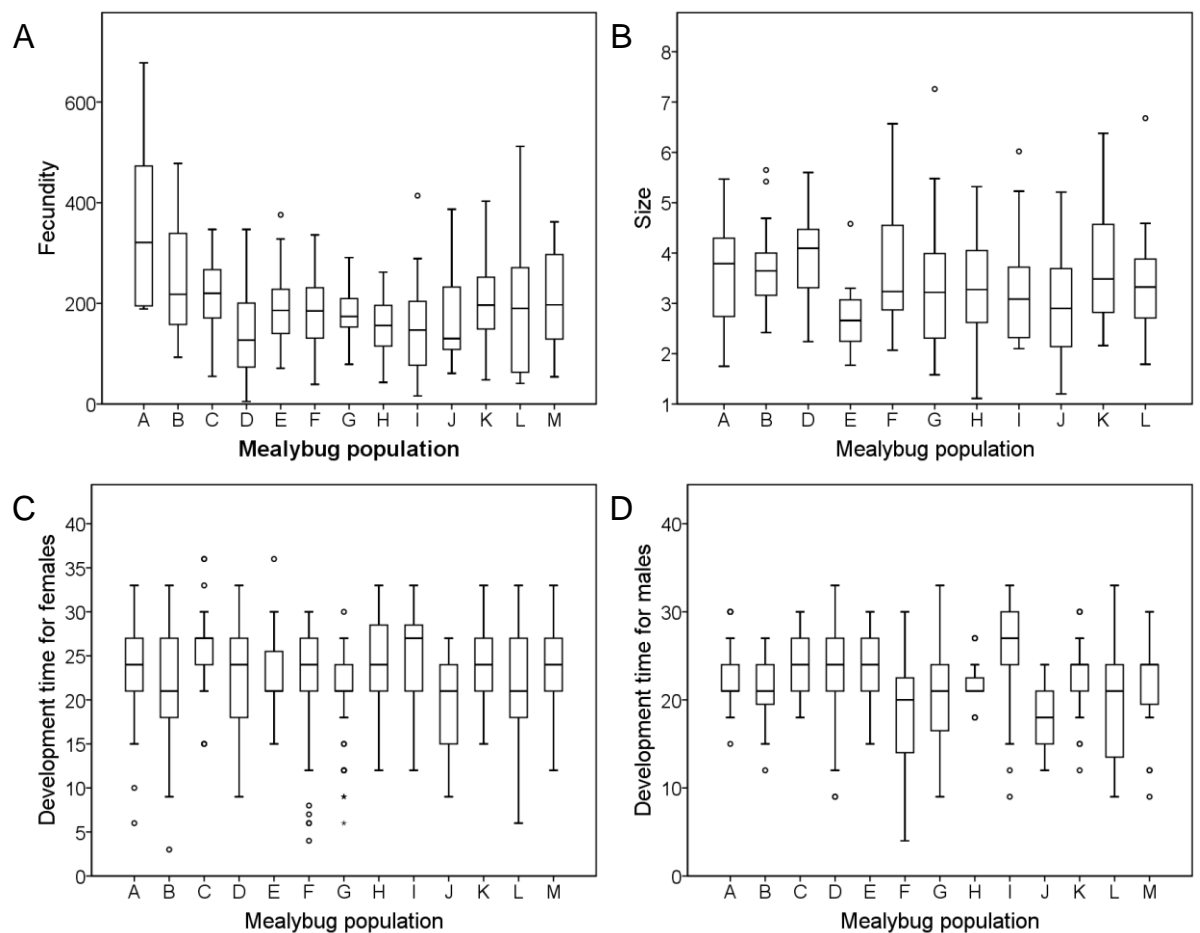 A
Fecundity
600
400
200
0
A B C D E F G H I J K L M
Mealybug population
B
Size
8
7
6
5
4
3
2
1
A B D E F G H I J K L
Mealybug population
C
Development time for females
40
35
30
25
20
15
10
5
0
A B C D E F G H I J K L M
Mealybug population
D
Development time for males
40
30
20
10
0
A B C D E F G H I J K L M
Mealybug population